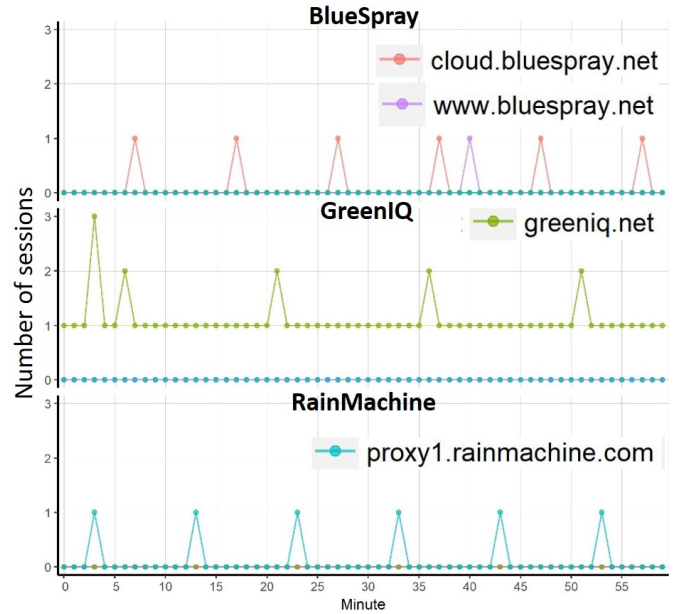 BlueSpray
3
cloud.bluespray.net
2
www.bluespray.net
1
0
Number of sessions
GreenIQ
3
greeniq.net
2
1
0
RainMachine
3
proxy1.rainmachine.com
2
1
0
0 5 10 15 20 25 30 35 40 45 50 55
Minute